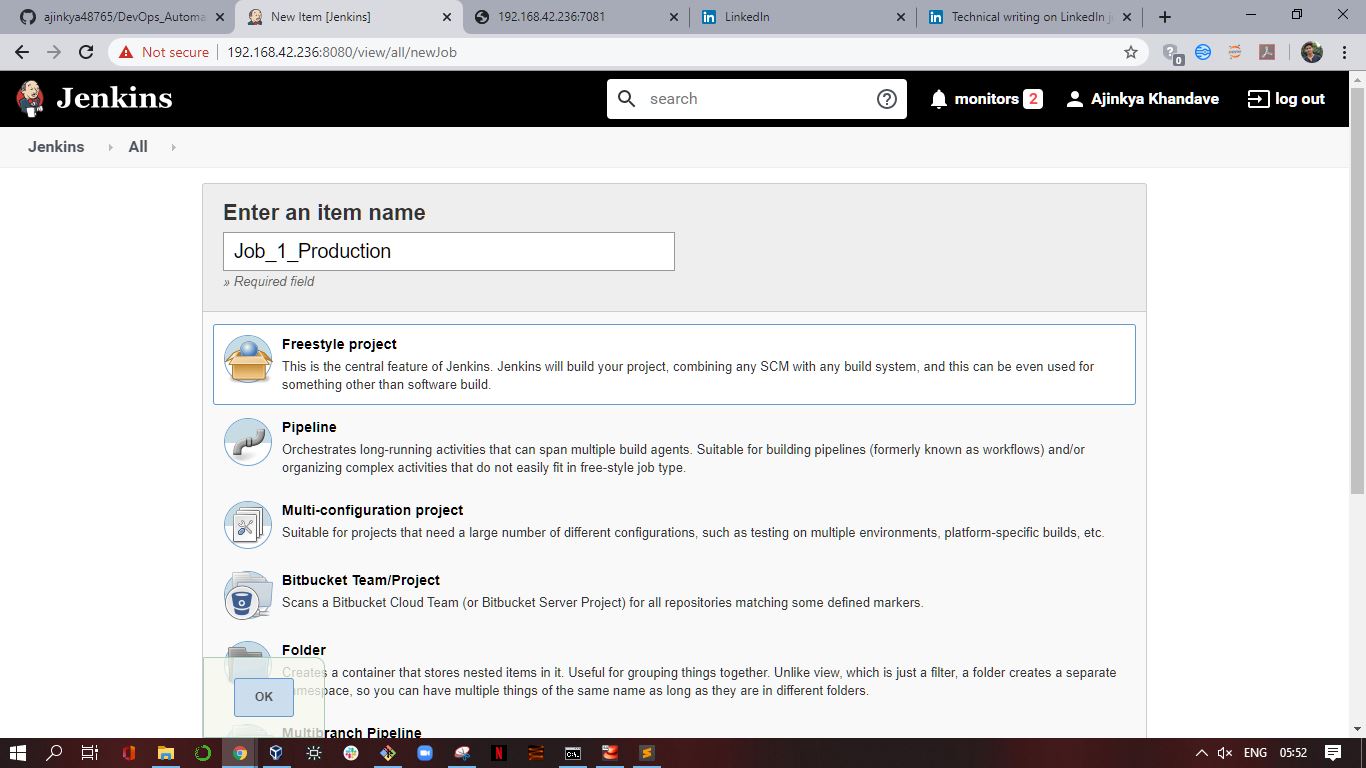 ajinkya48765/DevOps_Automa
New Item [Jenkins]
192.168.42.236:7081
LinkedIn
Technical writing on LinkedIn
Not secure
192.168.42.236:8080/view/all/newJob
0
Jenkins
search
monitors 2
Ajinkya Khandave
log out
Jenkins
All
Enter an item name
Job_1_Production
» Required field
Freestyle project
This is the central feature of Jenkins. Jenkins will build your project, combining any SCM with any build system, and this can be even used for
something other than software build.
Pipeline
Orchestrates long-running activities that can span multiple build agents. Suitable for building pipelines (formerly known as workflows) and/or
organizing complex activities that do not easily fit in free-style job type.
Multi-configuration project
Suitable for projects that need a large number of different configurations, such as testing on multiple environments, platform-specific builds, etc.
Bitbucket Team/Project
Scans a Bitbucket Cloud Team (or Bitbucket Server Project) for all repositories matching some defined markers.
Folder
Creates a container that stores nested items in it. Useful for grouping things together. Unlike view, which is just a filter, a folder creates a separate
namespace, so you can have multiple things of the same name as long as they are in different folders.
OK
Multibranch Pipeline
ENG
05:52